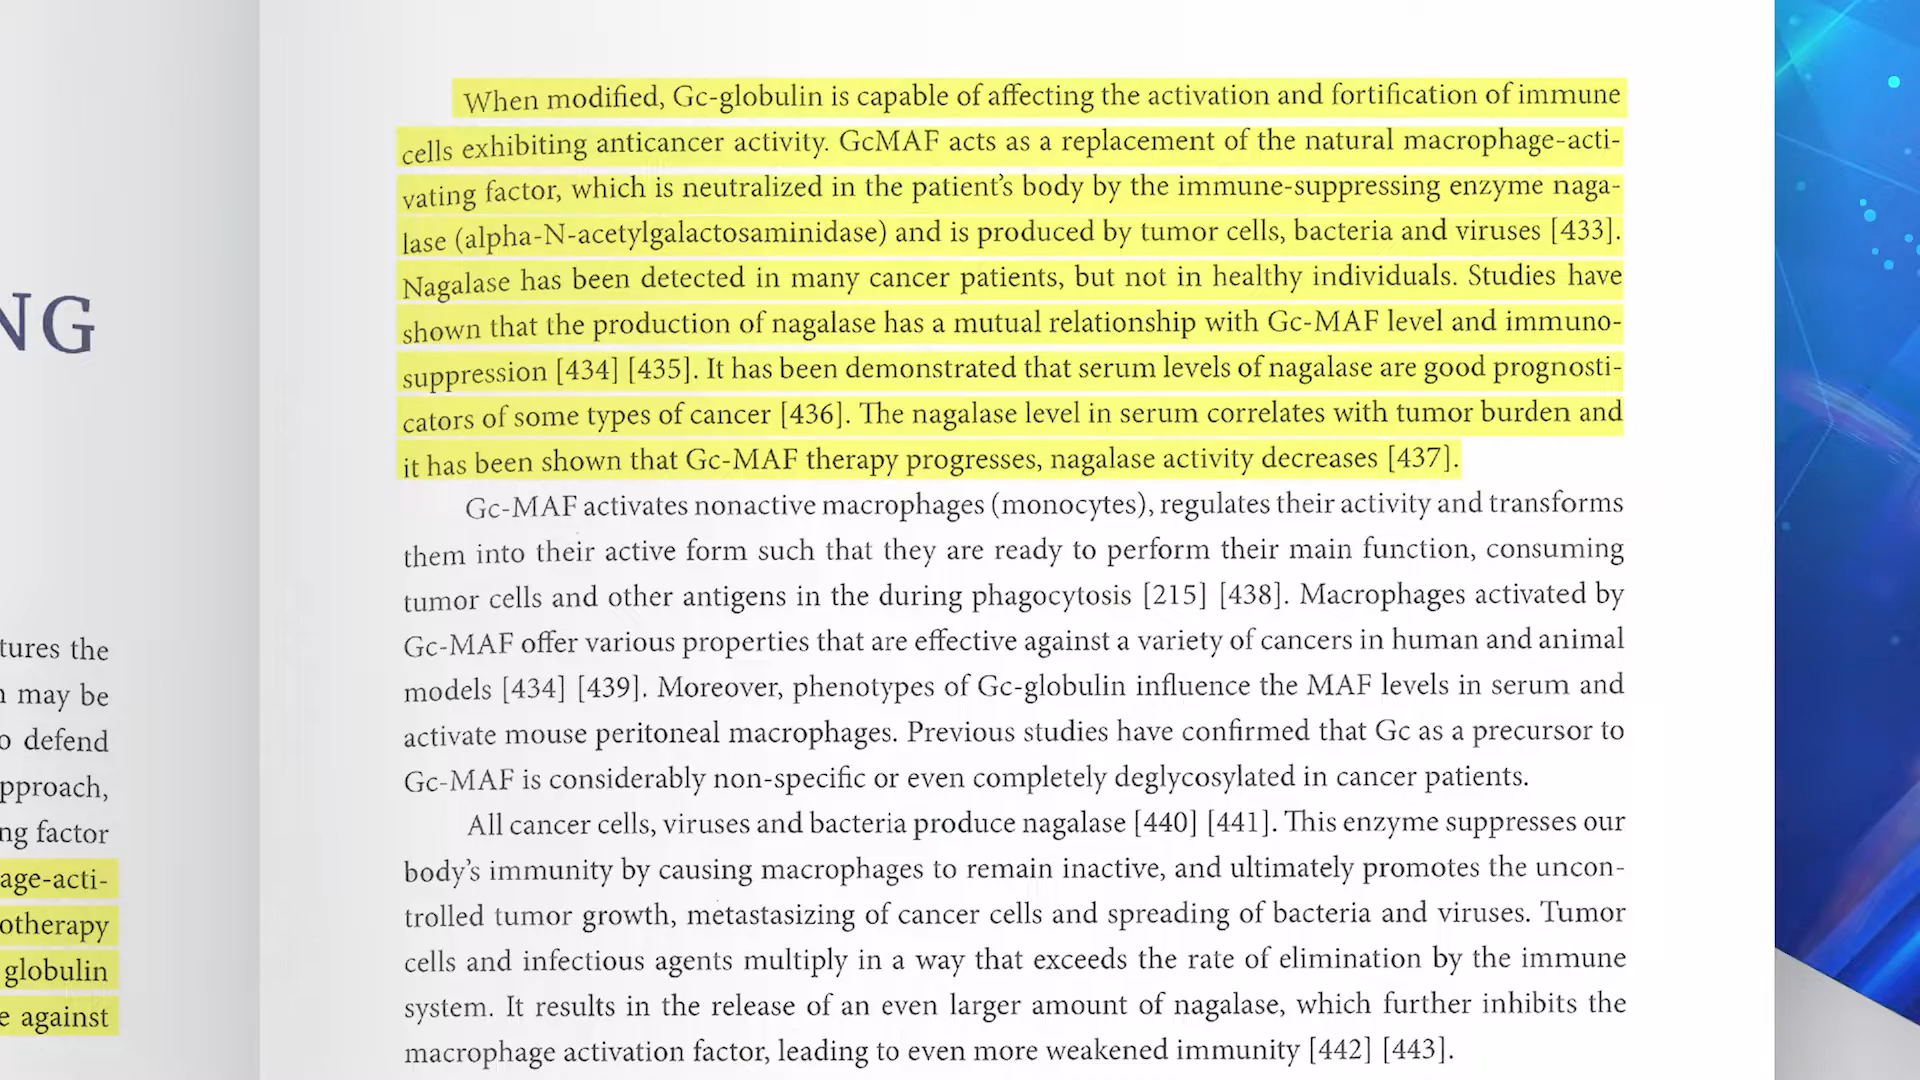 NG
tures the
may be
defend
pproach,
ng factor
age-acti-
otherapy
globulin
e against
When modified, Gc-globulin is capable of affecting the activation and fortification of immune
cells exhibiting anticancer activity. GcMAF acts as a replacement of the natural macrophage-acti-
vating factor, which is neutralized in the patient’s body by the immune-suppressing enzyme naga-
lase (alpha-N-acetylgalactosaminidase) and is produced by tumor cells, bacteria and viruses [433].
Nagalase has been detected in many cancer patients, but not in healthy individuals. Studies have
shown that the production of nagalase has a mutual relationship with Gc-MAF level and immuno-
suppression [434] [435]. It has been demonstrated that serum levels of nagalase are good prognosti-
cators of some types of cancer [436]. The nagalase level in serum correlates with tumor burden and
it has been shown that Gc-MAF therapy progresses, nagalase activity decreases [437].
Gc-MAF activates nonactive macrophages (monocytes), regulates their activity and transforms
them into their active form such that they are ready to perform their main function, consuming
tumor cells and other antigens in the during phagocytosis [215] [438]. Macrophages activated by
Gc-MAF offer various properties that are effective against a variety of cancers in human and animal
models [434] [439]. Moreover, phenotypes of Gc-globulin influence the MAF levels in serum and
activate mouse peritoneal macrophages. Previous studies have confirmed that Gc as a precursor to
Gc-MAF is considerably non-specific or even completely deglycosylated in cancer patients.
All cancer cells, viruses and bacteria produce nagalase [440] [441]. This enzyme suppresses our
body’s immunity by causing macrophages to remain inactive, and ultimately promotes the uncon-
trolled tumor growth, metastasizing of cancer cells and spreading of bacteria and viruses. Tumor
cells and infectious agents multiply in a way that exceeds the rate of elimination by the immune
system. It results in the release of an even larger amount of nagalase, which further inhibits the
macrophage activation factor, leading to even more weakened immunity [442] [443].